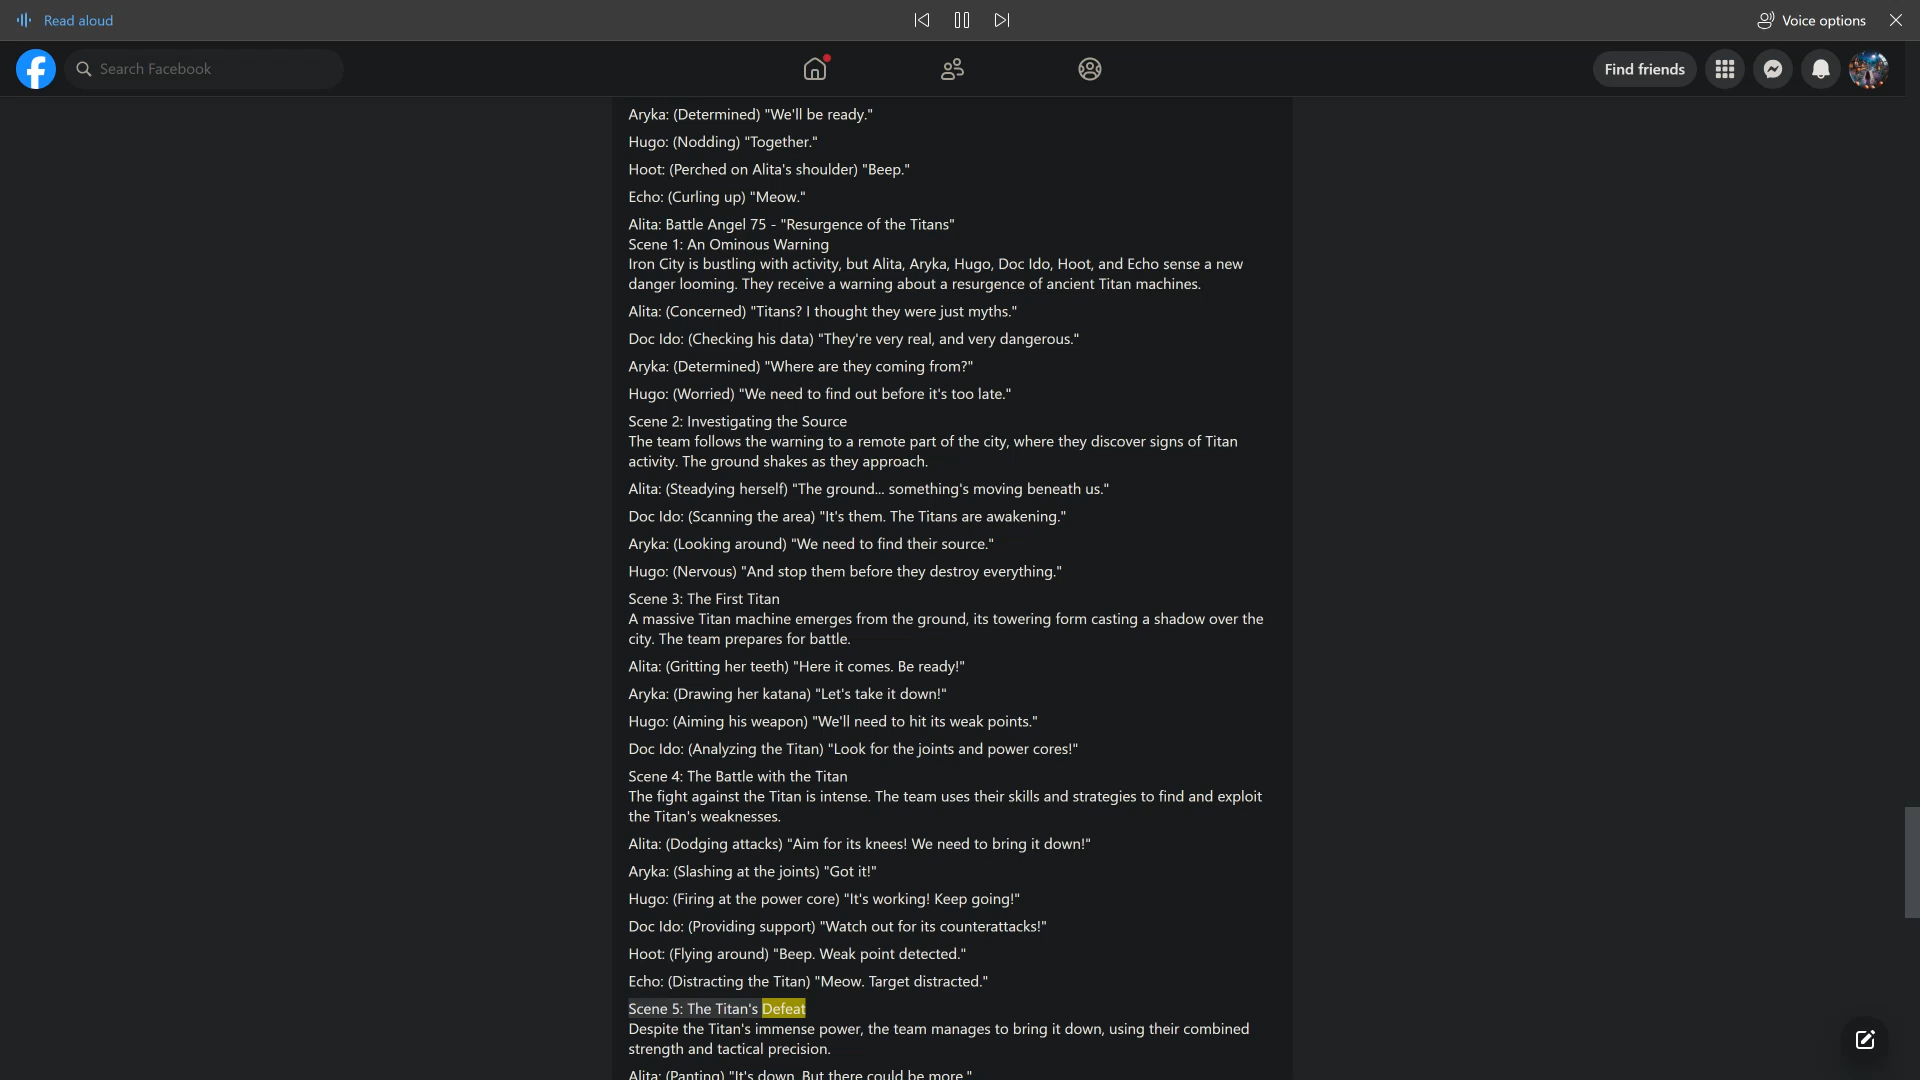 Read aloud
Voice options
Search Facebook
Find friends
Aryka: (Determined) "We'll be ready."
Hugo: (Nodding) "Together."
Hoot: (Perched on Alita's shoulder) "Beep."
Echo: (Curling up) "Meow."
Alita: Battle Angel 75 - "Resurgence of the Titans"
Scene 1: An Ominous Warning
Iron City is bustling with activity, but Alita, Aryka, Hugo, Doc Ido, Hoot, and Echo sense a new
danger looming. They receive a warning about a resurgence of ancient Titan machines.
Alita: (Concerned) "Titans? I thought they were just myths."
Doc Ido: (Checking his data) "They're very real, and very dangerous."
Aryka: (Determined) "Where are they coming from?"
Hugo: (Worried) "We need to find out before it's too late."
Scene 2: Investigating the Source
The team follows the warning to a remote part of the city, where they discover signs of Titan
activity. The ground shakes as they approach.
Alita: (Steadying herself) "The ground... something's moving beneath us."
Doc Ido: (Scanning the area) "It's them. The Titans are awakening."
Aryka: (Looking around) "We need to find their source."
Hugo: (Nervous) "And stop them before they destroy everything."
Scene 3: The First Titan
A massive Titan machine emerges from the ground, its towering form casting a shadow over the
city. The team prepares for battle.
Alita: (Gritting her teeth) "Here it comes. Be ready!"
Aryka: (Drawing her katana) "Let's take it down!"
Hugo: (Aiming his weapon) "We'll need to hit its weak points."
Doc Ido: (Analyzing the Titan) "Look for the joints and power cores!"
Scene 4: The Battle with the Titan
The fight against the Titan is intense. The team uses their skills and strategies to find and exploit
the Titan's weaknesses.
Alita: (Dodging attacks) "Aim for its knees! We need to bring it down!"
Aryka: (Slashing at the joints) "Got it!"
Hugo: (Firing at the power core) "It's working! Keep going!"
Doc Ido: (Providing support) "Watch out for its counterattacks!"
Hoot: (Flying around) "Beep. Weak point detected."
Echo: (Distracting the Titan) "Meow. Target distracted."
Scene 5: The Titan's Defeat
Despite the Titan's immense power, the team manages to bring it down, using their combined
strength and tactical precision.
Alita: (Panting) "It's down. But there could be more."